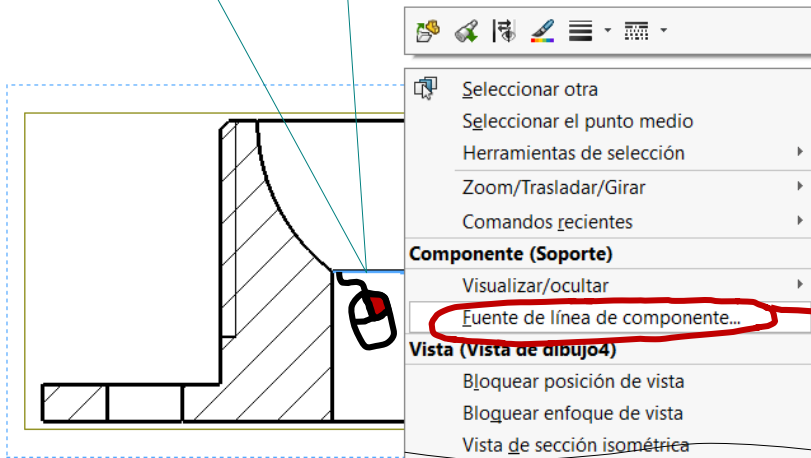 Seleccionar otra
Seleccionar el punto medio
Herramientas de selección
Zoom/Trasladar/Girar
Comandos recientes
Componente (Soporte)
Visualizar/ocultar
Fuente de línea de componente...
Vista (Vista de dibujo4)
Bloquear posición de vista
Bloquear enfoque de vista
Vista de sección isométrica